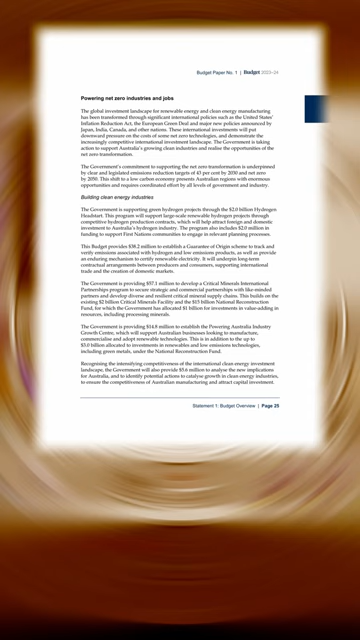 Budget Paper No. 1 | Budget 2023–24
Powering net zero industries and jobs
The global investment landscape for renewable energy and clean energy manufacturing
has been transformed through significant international policies such as the United States'
Inflation Reduction Act, the European Green Deal and major new policies announced by
Japan, India, Canada, and other nations. These international investments will put
downward pressure on the costs of some net zero technologies, and demonstrate the
increasingly competitive international investment landscape. The Government is taking
action to support Australia's growing clean industries and realise the opportunities of the
net zero transformation.
The Government's commitment to supporting the net zero transformation is underpinned
by clear and legislated emissions reduction targets of 43 per cent by 2030 and net zero
by 2050. This shift to a low carbon economy presents Australian regions with enormous
opportunities and requires coordinated effort by all levels of government and industry.
Building clean energy industries
The Government is supporting green hydrogen projects through the $2.0 billion Hydrogen
Headstart. This program will support large-scale renewable hydrogen projects through
competitive hydrogen production contracts, which will help attract foreign and domestic
investment to Australia's hydrogen industry. The program also includes $2.0 million in
funding to support First Nations communities to engage in relevant planning processes.
This Budget provides $38.2 million to establish a Guarantee of Origin scheme to track and
verify emissions associated with hydrogen and low emissions products, as well as provide
an enduring mechanism to certify renewable electricity. It will underpin long-term
contractual arrangements between producers and consumers, supporting international
trade and the creation of domestic markets.
The Government is providing $57.1 million to develop a Critical Minerals International
Partnerships program to secure strategic and commercial partnerships with like-minded
partners and develop diverse and resilient critical mineral supply chains. This builds on the
existing $2 billion Critical Minerals Facility and the $15 billion National Reconstruction
Fund, for which the Government has allocated $1 billion for investments in value-adding in
resources, including processing minerals.
The Government is providing $14.8 million to establish the Powering Australia Industry
Growth Centre, which will support Australian businesses looking to manufacture,
commercialise and adopt renewable technologies. This is in addition to the up to
$3.0 billion allocated to investments in renewables and low emissions technologies,
including green metals, under the National Reconstruction Fund.
Recognising the intensifying competitiveness of the international clean energy investment
landscape, the Government will also provide $5.6 million to analyse the new implications
for Australia, and to identify potential actions to catalyse growth in clean energy industries,
to ensure the competitiveness of Australian manufacturing and attract capital investment.
Statement 1: Budget Overview | Page 25